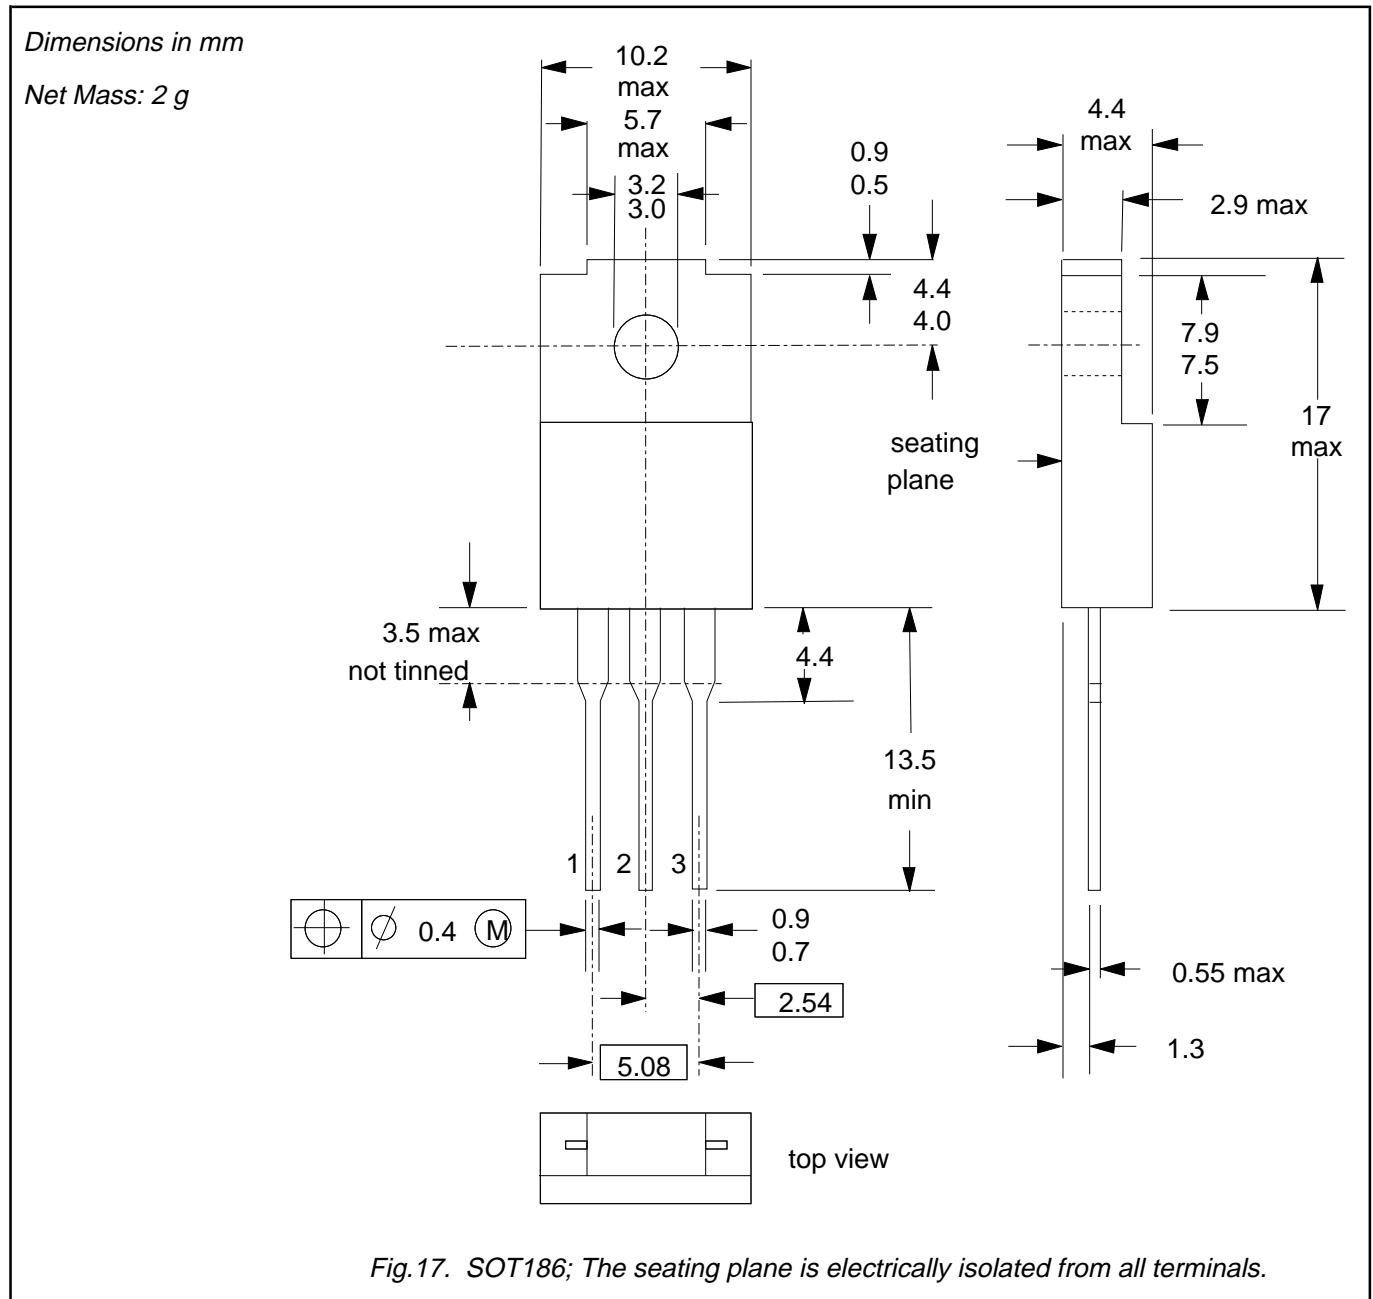 Dimensions in mm
Net Mass: 2 g
10.2
max
5.7
max
3.2
3.0
0.9
0.5
4.4
4.0
4.4
max
2.9 max
7.9
7.5
17
max
seating
plane
3.5 max
not tinned
4.4
13.5
min
1 2 3
0.4 M
0.9
0.7
2.54
5.08
0.55 max
1.3
top view
Fig.17. SOT186; The seating plane is electrically isolated from all terminals.